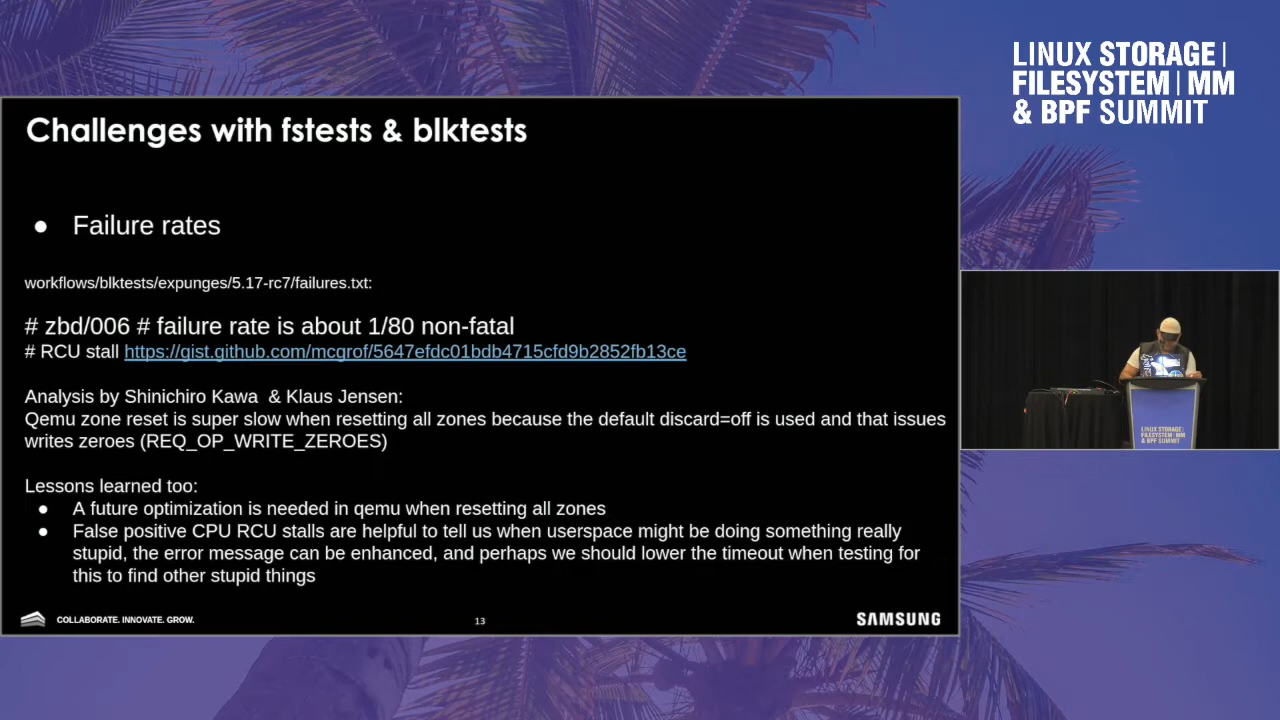 LINUX STORAGE |
FILESYSTEM | MM
& BPF SUMMIT
Challenges with fstests & blktests
● Failure rates
workflows/blktests/expunges/5.17-rc7/failures.txt:
# zbd/006 # failure rate is about 1/80 non-fatal
# RCU stall https://gist.github.com/mcgrof/5647efdc01bdb4715cfd9b2852fb13ce
Analysis by Shinichiro Kawa & Klaus Jensen:
Qemu zone reset is super slow when resetting all zones because the default discard=off is used and that issues
writes zeroes (REQ_OP_WRITE_ZEROES)
Lessons learned too:
● A future optimization is needed in qemu when resetting all zones
● False positive CPU RCU stalls are helpful to tell us when userspace might be doing something really
stupid, the error message can be enhanced, and perhaps we should lower the timeout when testing for
this to find other stupid things
COLLABORATE. INNOVATE. GROW.
13
SAMSUNG
LINUX STORAGE |
FILESYSTEM | MM
& BPF SUMMIT